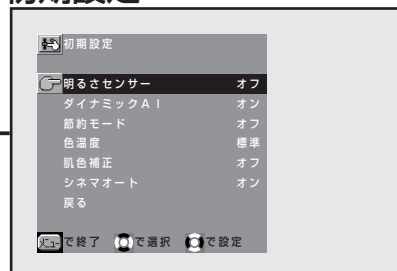 初期設定
初期設定
明るさセンサー オフ
ダイナミックAI オン
節約モード オフ
色温度 標準
肌色補正 オフ
シネマオート オン
戻る
メニューで終了 で選択 で設定